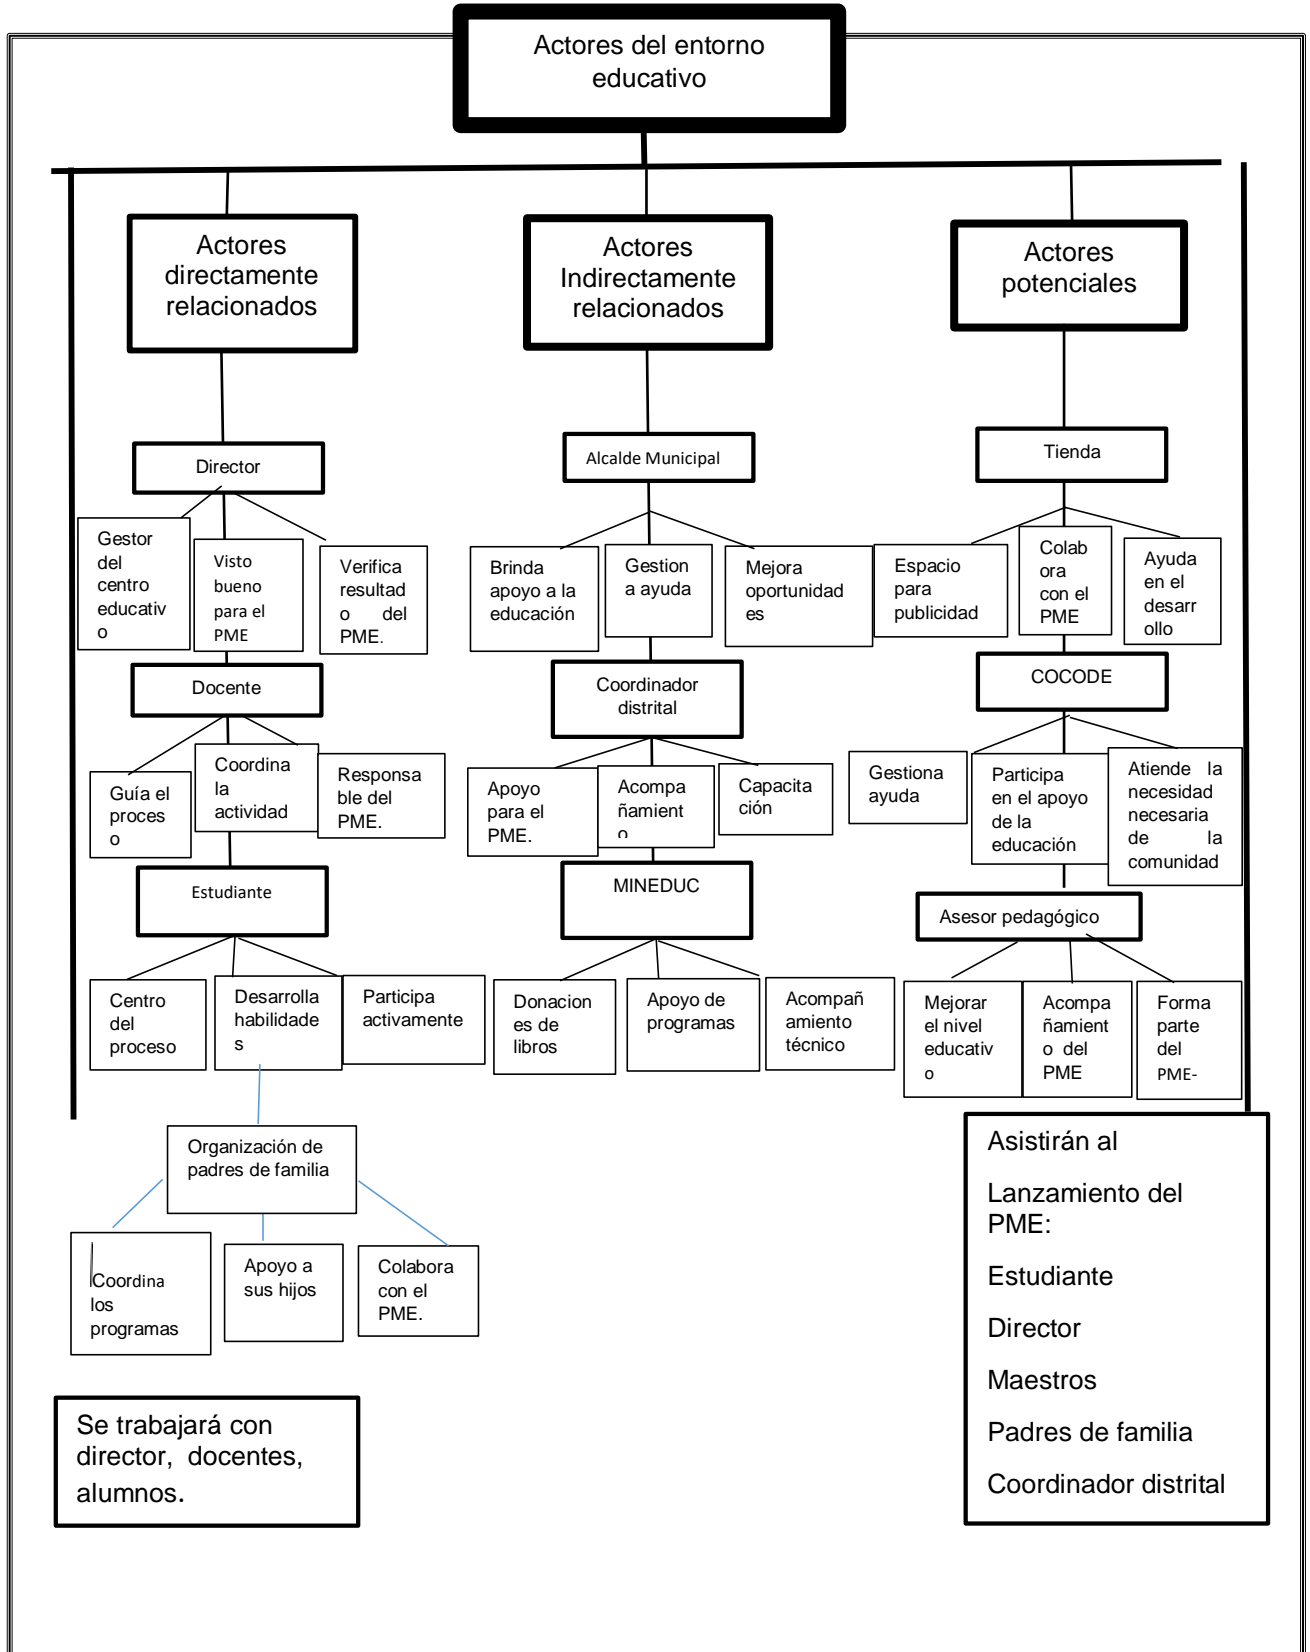 Actores del entorno
educativo
Actores
directamente
relacionados
Actores
Indirectamente
relacionados
Actores
potenciales
Director
Alcalde Municipal
Tienda
Gestor
del
centro
educativ
o
Visto
bueno
para el
PME
Verifica
resultad
o del
PME.
Brinda
apoyo a la
educación
Gestion
a ayuda
Mejora
oportunidad
es
Espacio
para
publicidad
Colab
ora
con el
PME
Ayuda
en el
desarr
ollo
Docente
Coordinador
distrital
COCODE
Guía el
proces
o
Coordina
la
actividad
Responsa
ble del
PME.
Apoyo
para el
PME.
Acompa
ñamient
o
Capacita
ción
Gestiona
ayuda
Participa
en el apoyo
de la
educación
Atiende la
necesidad
necesaria
de la
comunidad
Estudiante
MINEDUC
Asesor pedagógico
Centro
del
proceso
Desarrolla
habilidade
s
Participa
activamente
Donacion
es de
libros
Apoyo de
programas
Acompañ
amiento
técnico
Mejorar
el nivel
educativ
o
Acompa
ñamient
o del
PME
Forma
parte
del
PME-
Organización de
padres de familia
Coordina
los
programas
Apoyo a
sus hijos
Colabora
con el
PME.
Se trabajará con
director, docentes,
alumnos.
Asistirán al
Lanzamiento del
PME:
Estudiante
Director
Maestros
Padres de familia
Coordinador distrital